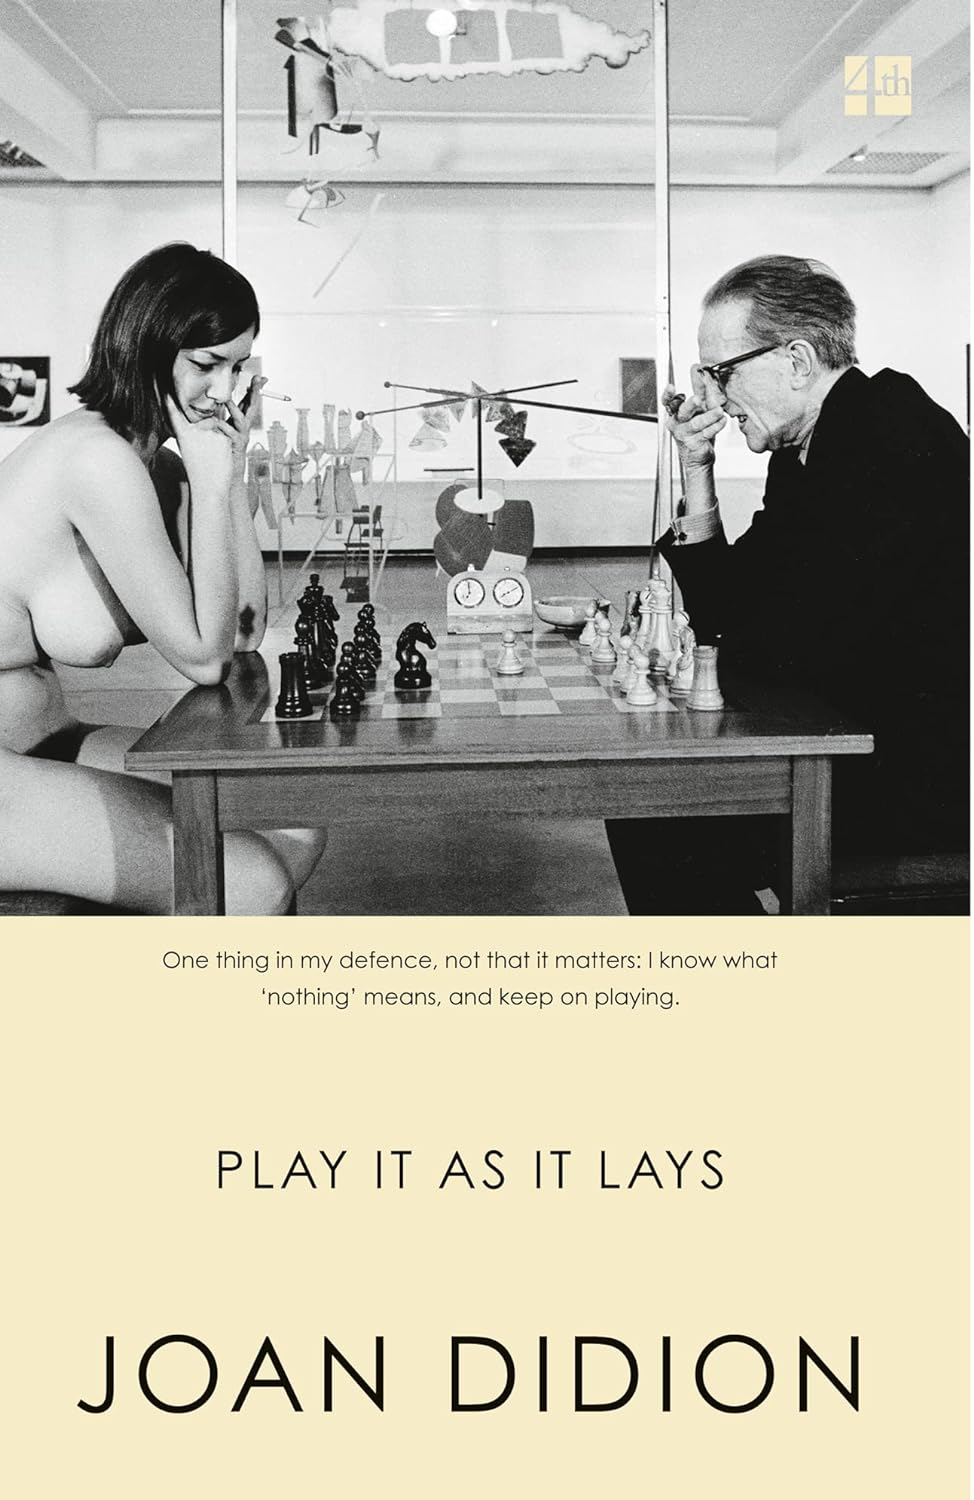 4th
One thing in my defence, not that it matters: I know what
‘nothing’ means, and keep on playing.
PLAY IT AS IT LAYS
JOAN DIDION